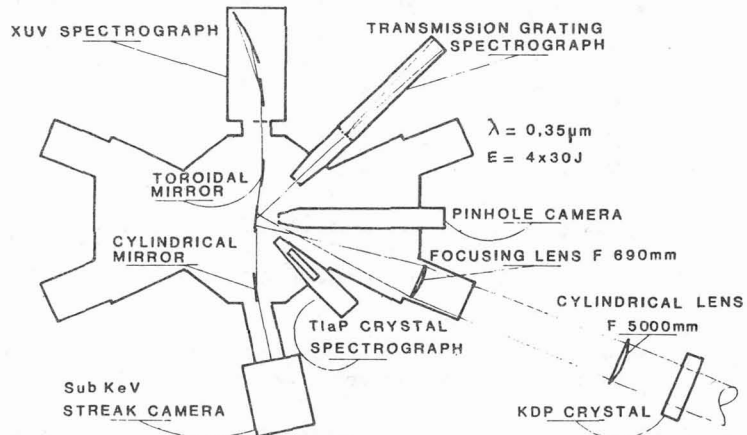 XUV SPECTROGRAPH
TRANSMISSION GRATING
SPECTROGRAPH
λ = 0,35µm
E = 4x30J
TOROIDAL
MIRROR
PINHOLE CAMERA
CYLINDRICAL
MIRROR
FOCUSING LENS F 690mm
CYLINDRICAL LENS
F 5000mm
TlaP CRYSTAL
SPECTROGRAPH
Sub KeV
STREAK CAMERA
KDP CRYSTAL